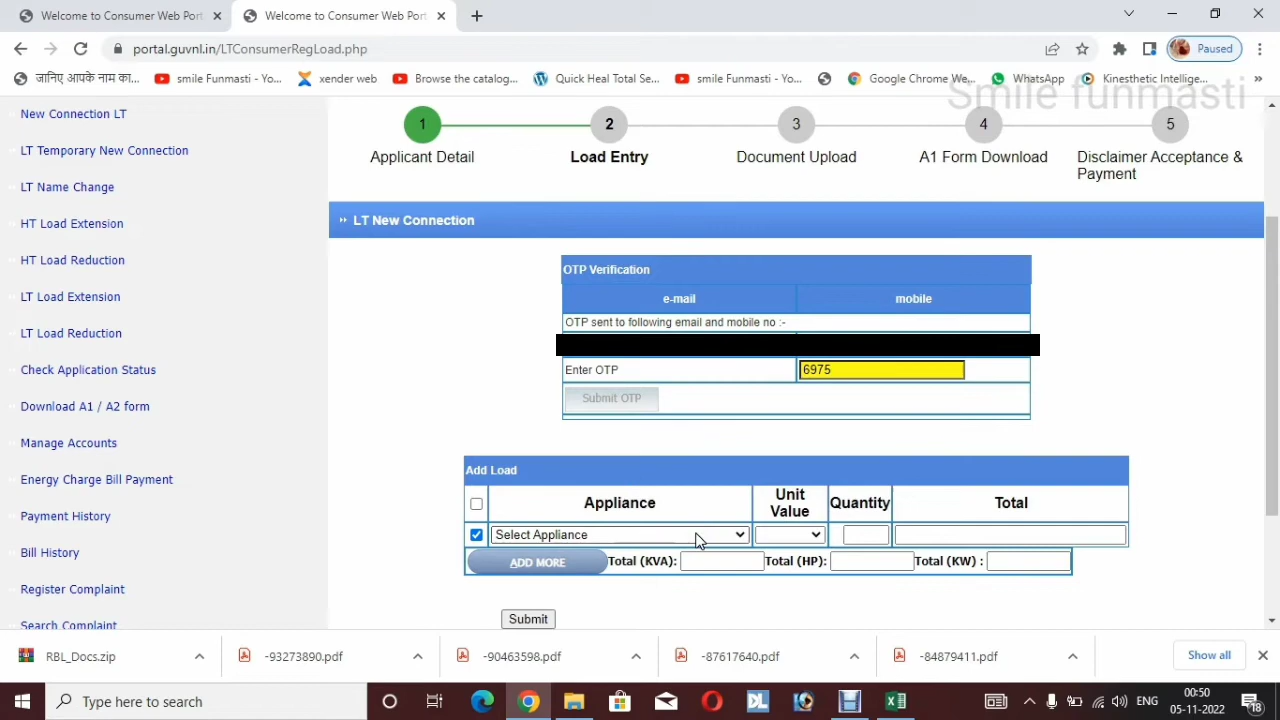 Welcome to Consumer Web Port
Welcome to Consumer Web Port
portal.guvnl.in/LTConsumerRegLoad.php
Paused
जानिए आपके नाम का...
smile Funmasti - Yo...
xender web
Browse the catalog...
Quick Heal Total Se...
smile Funmasti - Yo...
Google Chrome We...
WhatsApp
Kinesthetic Intellige...
»
Smile funmasti
New Connection LT
LT Temporary New Connection
LT Name Change
HT Load Extension
HT Load Reduction
LT Load Extension
LT Load Reduction
Check Application Status
Download A1 / A2 form
Manage Accounts
Energy Charge Bill Payment
Payment History
Bill History
Register Complaint
Search Complaint
1 2 3 4 5
Applicant Detail Load Entry Document Upload A1 Form Download Disclaimer Acceptance &
Payment
LT New Connection
OTP Verification
e-mail mobile
OTP sent to following email and mobile no :-
Enter OTP 6975
Submit OTP
Add Load
Appliance Unit Value Quantity Total
Select Appliance
ADD MORE Total (KVA): Total (HP): Total (KW) :
Submit
RBL_Docs.zip
-93273890.pdf
-90463598.pdf
-87617640.pdf
-84879411.pdf
Show all
Type here to search
DL
ENG
00:50
05-11-2022
18